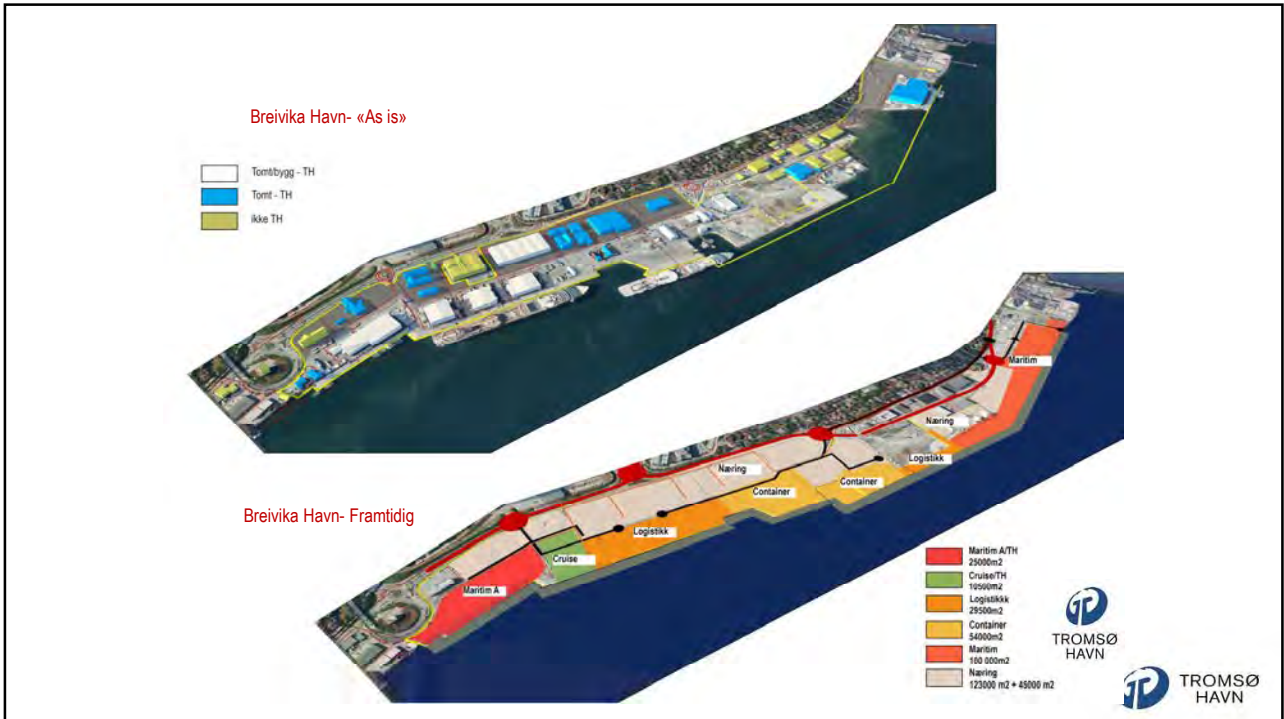 Breivika Havn- «As is»
Tomt/bygg - TH
Tomt - TH
ikke TH
Maritim
Næring
Logistikk
Næring
Container
Container
Breivika Havn- Framtidig
Logistikk
Cruise
Maritim A
Maritim A/TH
25000m2
Cruise/TH
10500m2
Logistikkk
29500m2
Container
54000m2
Maritim
100 000m2
Næring
123000 m2 + 45000 m2
TROMSØ
HAVN
TROMSØ
HAVN